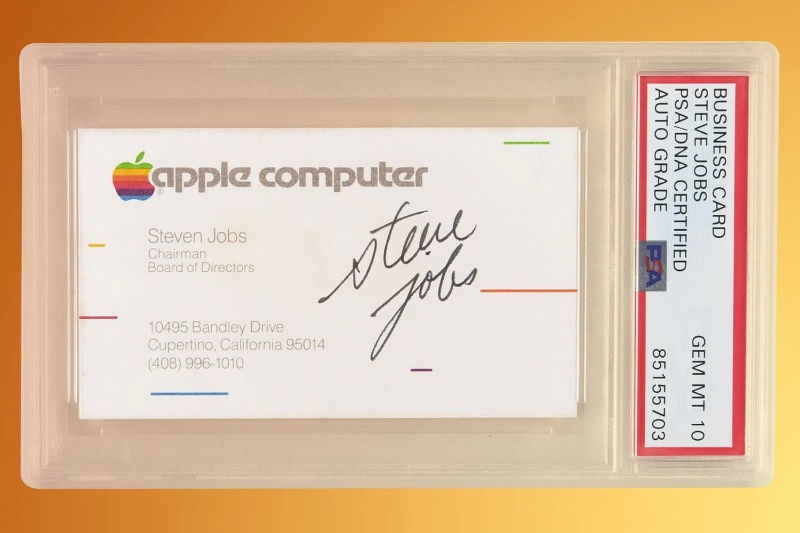 apple computer
Steven Jobs
Chairman
Board of Directors
10495 Bandley Drive
Cupertino, California 95014
(408) 996-1010
steve
jobs
BUSINESS CARD
STEVE JOBS
PSA/DNA CERTIFIED
AUTO GRADE
GEM MT 10
85155703
PSA